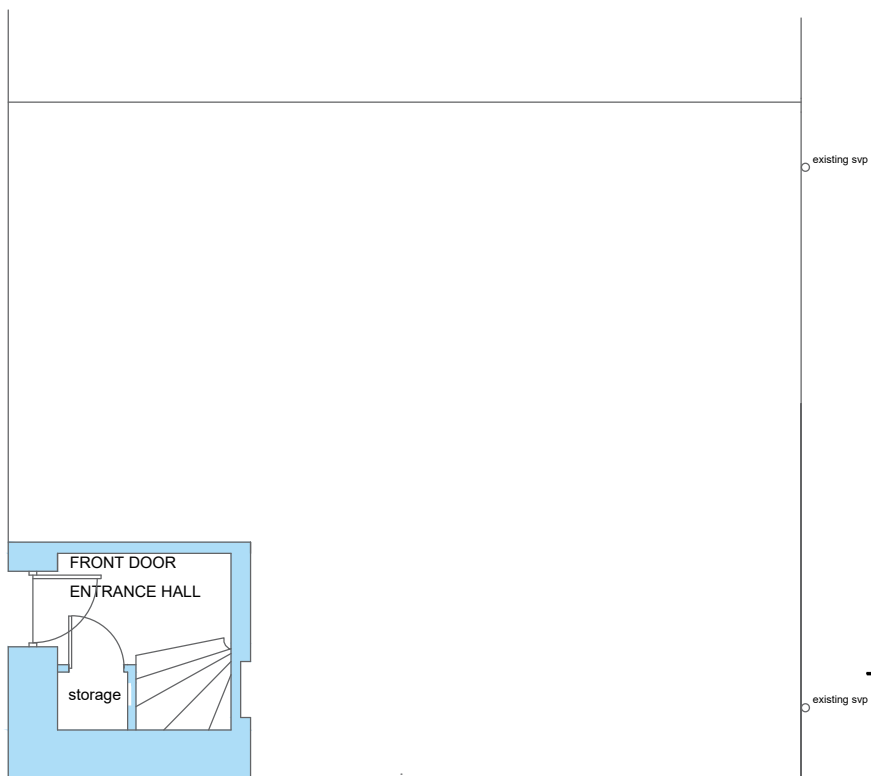 existing svp
FRONT DOOR
ENTRANCE HALL
storage
existing svp